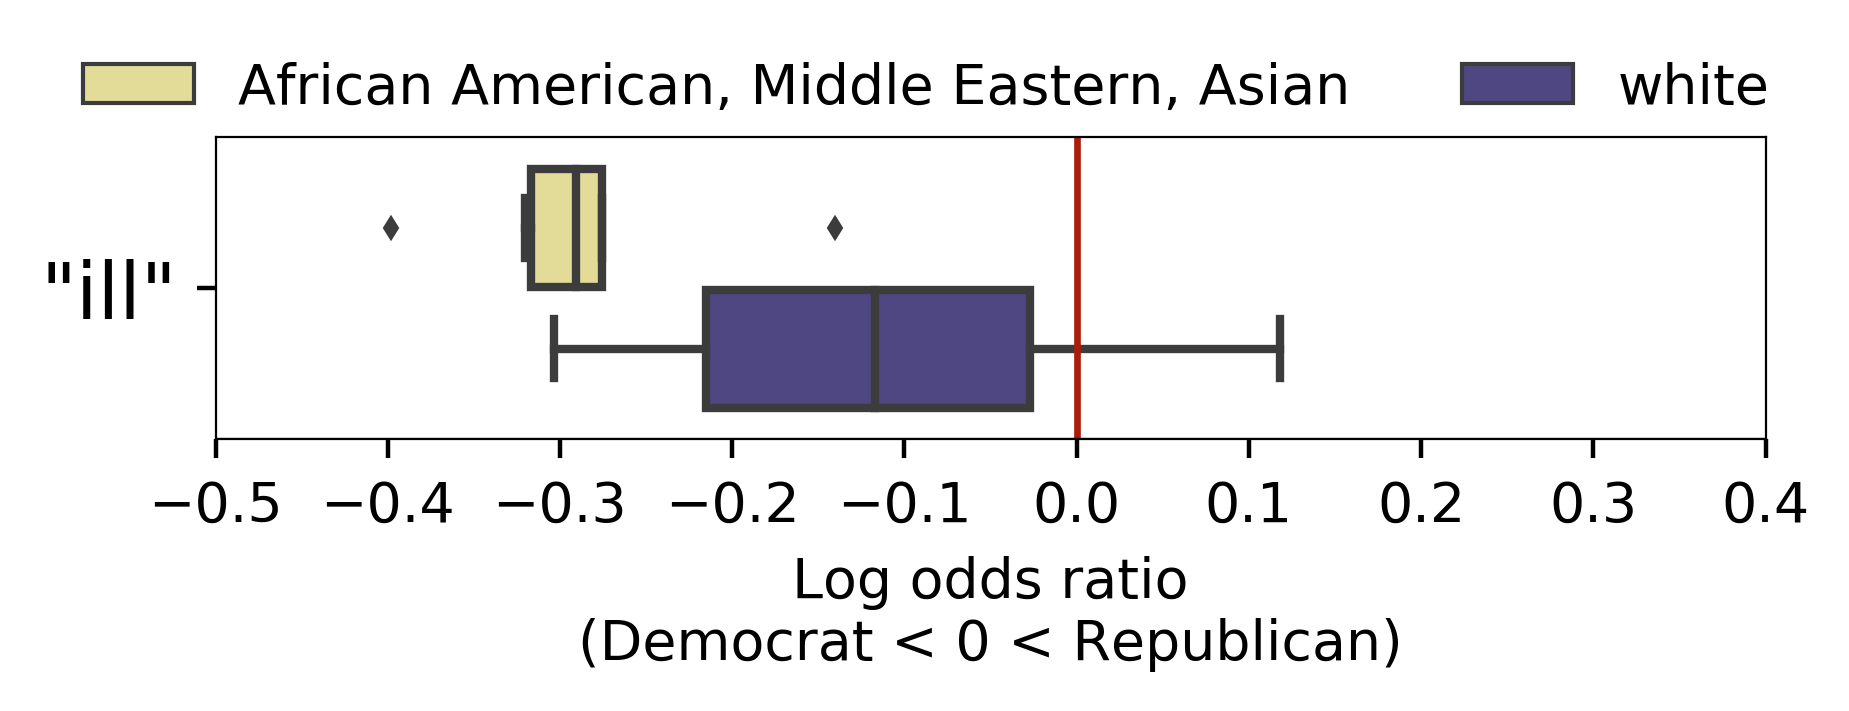 African American, Middle Eastern, Asian white
"ill"
−0.5 −0.4 −0.3 −0.2 −0.1 0.0 0.1 0.2 0.3 0.4
Log odds ratio
(Democrat < 0 < Republican)